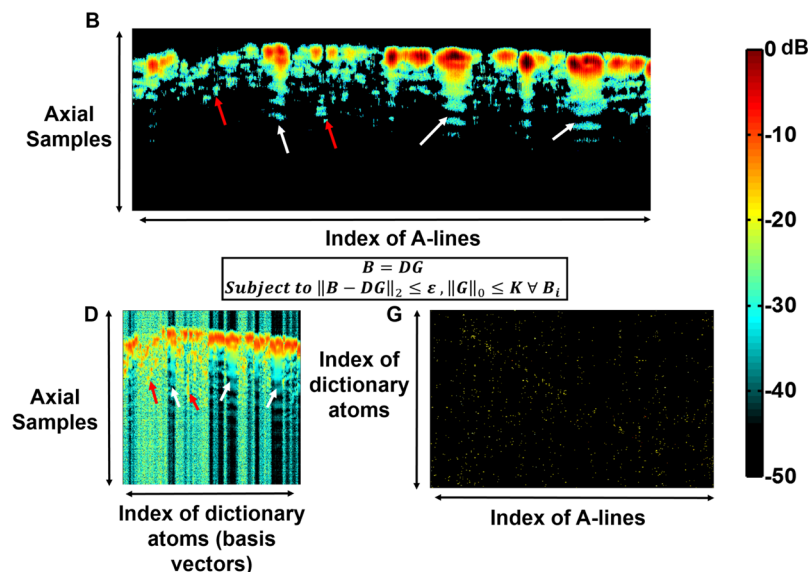 B
0 dB
-10
-20
-30
-40
-50
Axial
Samples
Index of A-lines
B = DG
Subject to ‖B − DG‖₂ ≤ ε, ‖G‖₀ ≤ K ∀ Bᵢ
D
Axial
Samples
Index of dictionary
atoms (basis
vectors)
G
Index of
dictionary
atoms
Index of A-lines